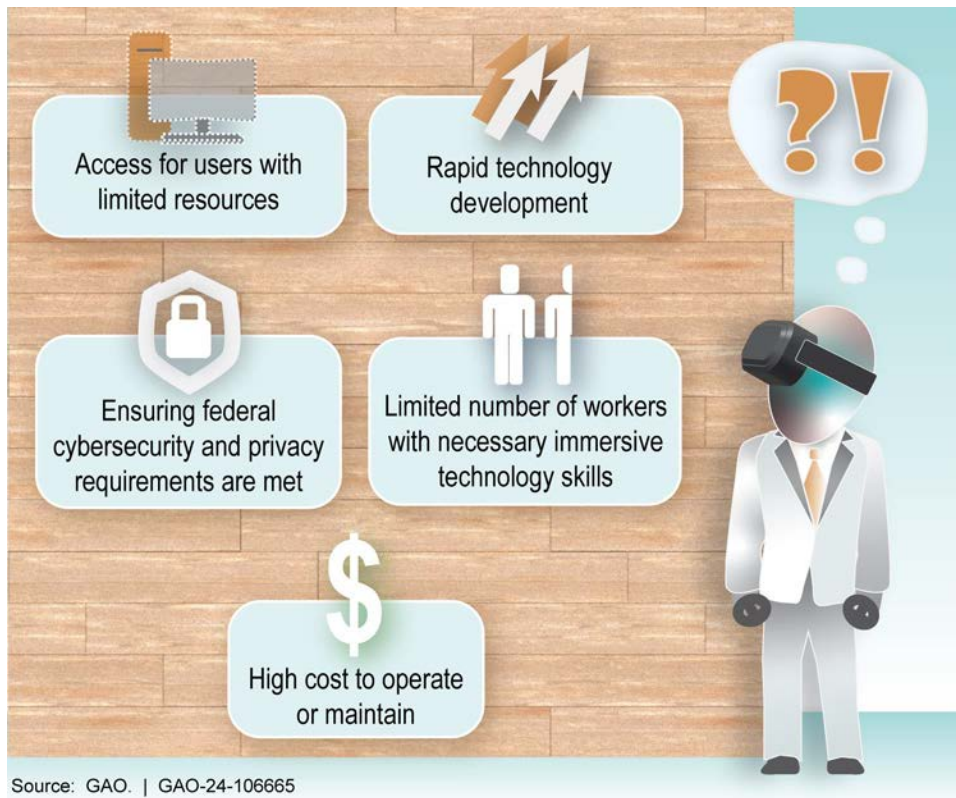 ?!
Access for users with
limited resources
Rapid technology
development
Ensuring federal
cybersecurity and privacy
requirements are met
Limited number of workers
with necessary immersive
technology skills
$
High cost to operate
or maintain
Source: GAO. | GAO-24-106665